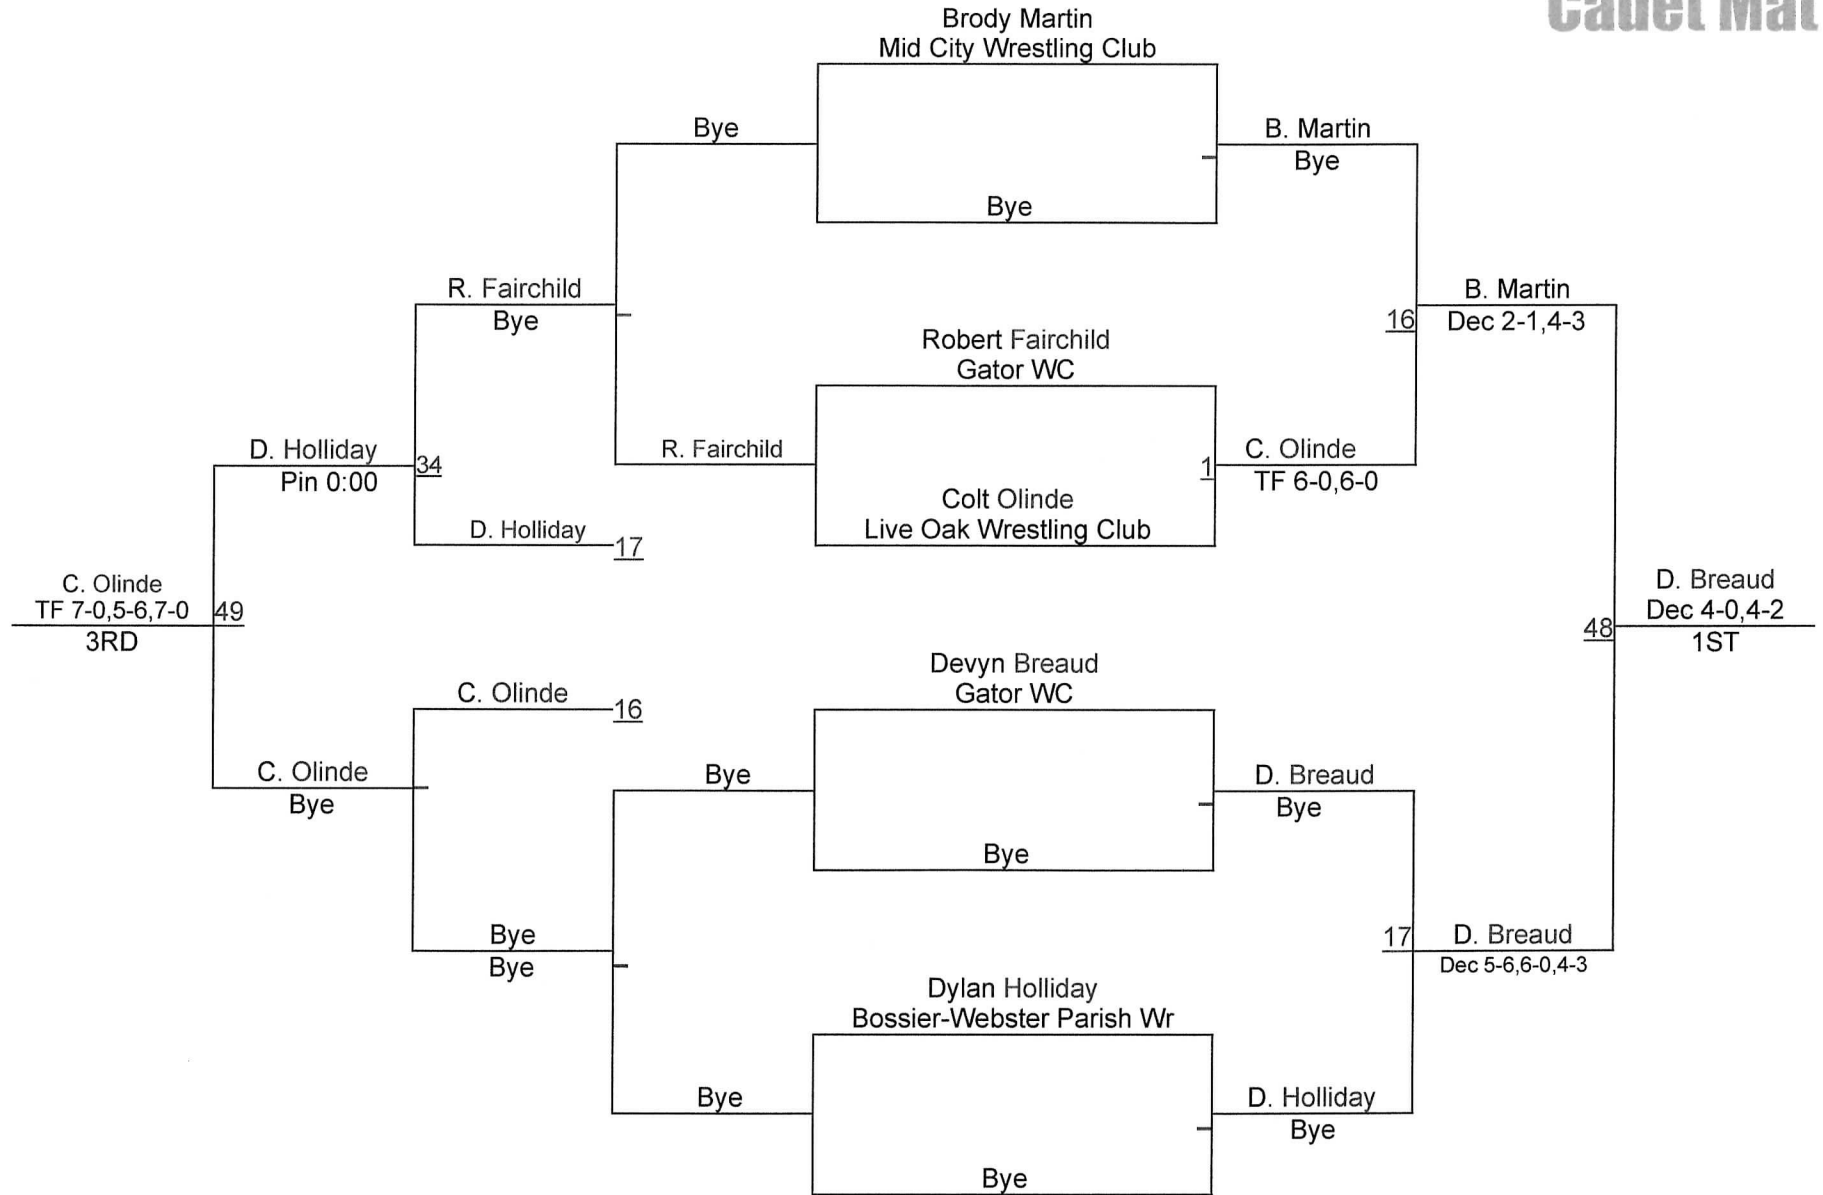 Cadet Mat
Brody Martin
Mid City Wrestling Club
Bye
B. Martin
Bye
Bye
R. Fairchild
Bye
B. Martin
16
Dec 2-1,4-3
Robert Fairchild
Gator WC
D. Holliday
34
Pin 0:00
R. Fairchild
1
C. Olinde
TF 6-0,6-0
Colt Olinde
Live Oak Wrestling Club
D. Holliday
17
C. Olinde
TF 7-0,5-6,7-0
49
3RD
D. Breaud
Dec 4-0,4-2
48
1ST
Devyn Breaud
Gator WC
C. Olinde
16
C. Olinde
Bye
Bye
D. Breaud
Bye
Bye
Bye
Bye
17
D. Breaud
Dec 5-6,6-0,4-3
Dylan Holliday
Bossier-Webster Parish Wr
Bye
D. Holliday
Bye
Bye